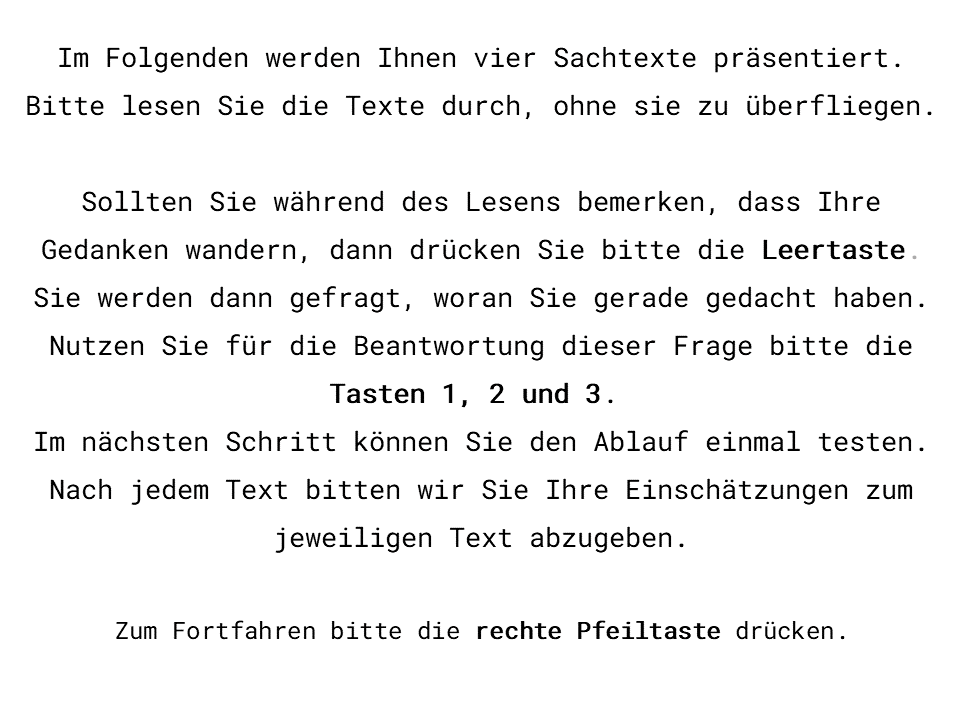 Im Folgenden werden Ihnen vier Sachtexte präsentiert.
Bitte lesen Sie die Texte durch, ohne sie zu überfliegen.
Sollten Sie während des Lesens bemerken, dass Ihre
Gedanken wandern, dann drücken Sie bitte die Leertaste.
Sie werden dann gefragt, woran Sie gerade gedacht haben.
Nutzen Sie für die Beantwortung dieser Frage bitte die
Tasten 1, 2 und 3.
Im nächsten Schritt können Sie den Ablauf einmal testen.
Nach jedem Text bitten wir Sie Ihre Einschätzungen zum
jeweiligen Text abzugeben.
Zum Fortfahren bitte die rechte Pfeiltaste drücken.